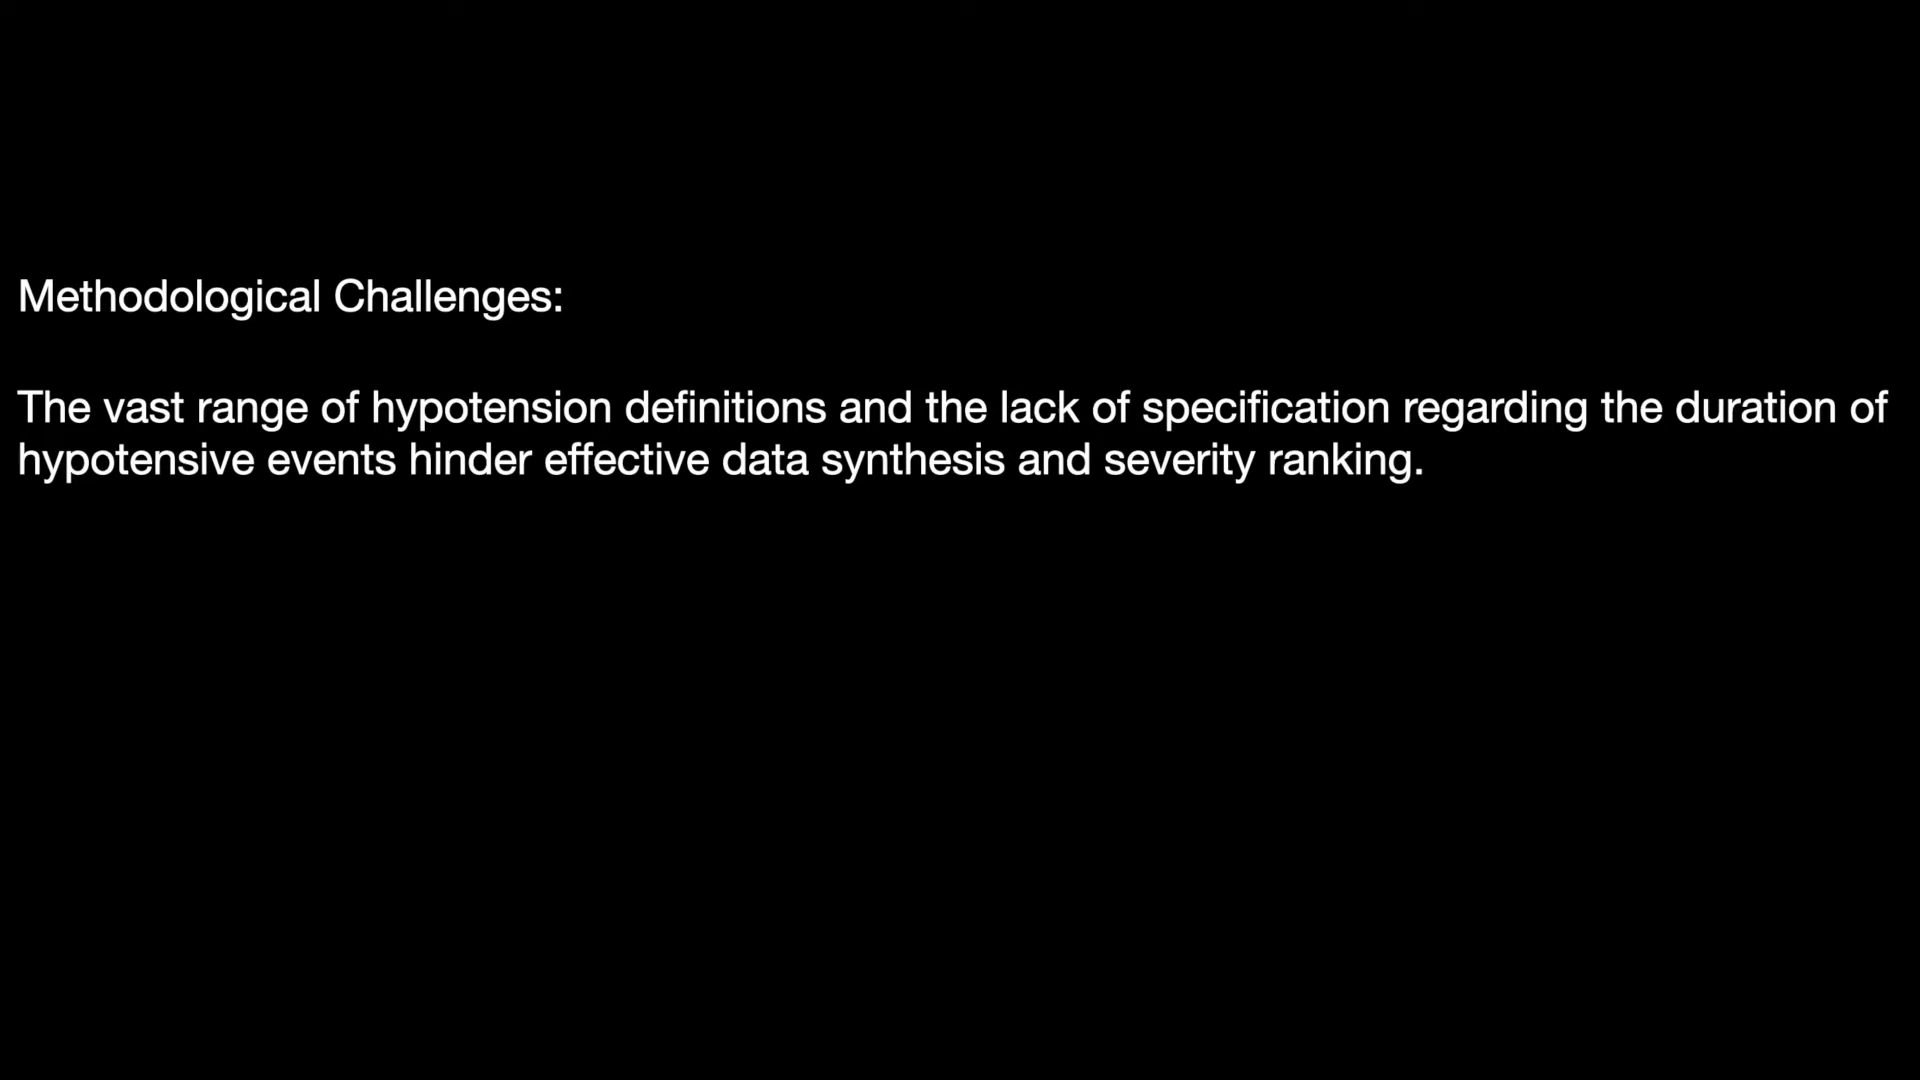 Methodological Challenges:
The vast range of hypotension definitions and the lack of specification regarding the duration of
hypotensive events hinder effective data synthesis and severity ranking.